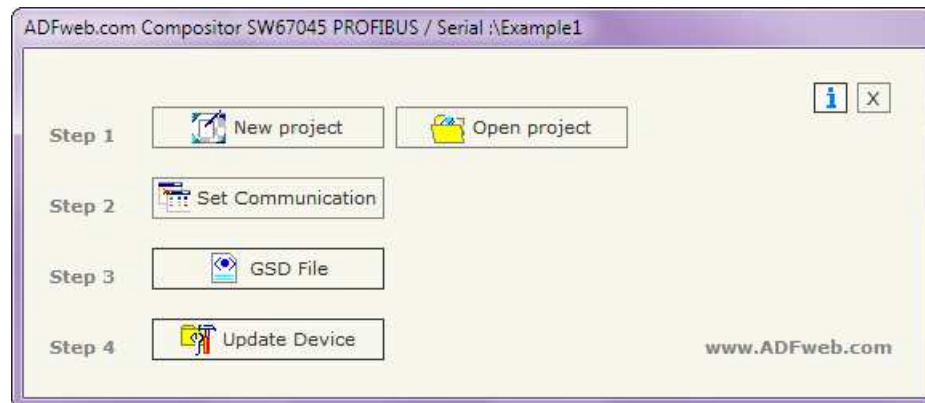 ADFweb.com Compositor SW67045 PROFIBUS / Serial :\Example1
i X
Step 1 New project Open project
Step 2 Set Communication
Step 3 GSD File
Step 4 Update Device
www.ADFweb.com